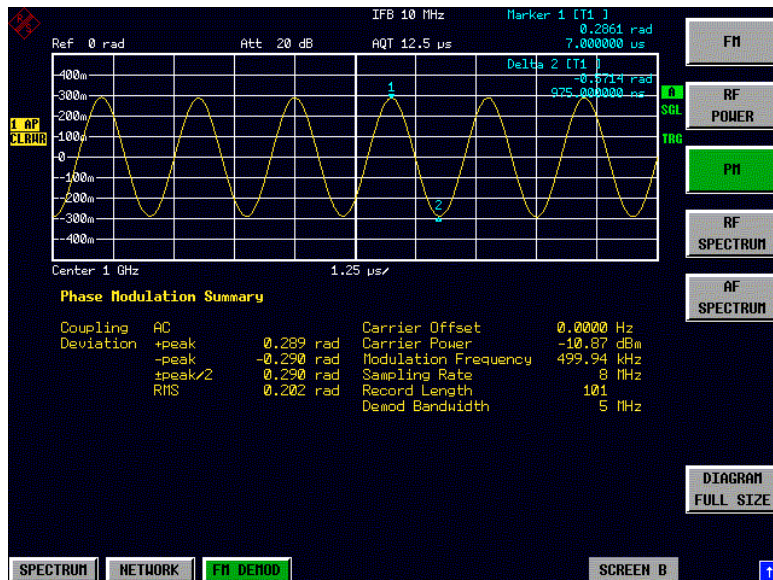 IFB 10 MHz
Marker 1 [T1 ]
0.2861 rad
Ref 0 rad
Att 20 dB
AQT 12.5 µs
7.000000 us
Delta 2 [T1 ]
-0.5714 rad
975.000000 ns
400m
300m
200m
100m
0
-100m
-200m
-300m
-400m
1
2
1 AP
CLRWR
A
SGL
TRG
Center 1 GHz
1.25 µs/
Phase Modulation Summary
Coupling AC
Deviation +peak 0.289 rad
-peak -0.290 rad
±peak/2 0.290 rad
RMS 0.202 rad
Carrier Offset 0.0000 Hz
Carrier Power -10.87 dBm
Modulation Frequency 499.94 kHz
Sampling Rate 8 MHz
Record Length 101
Demod Bandwidth 5 MHz
FM
RF
POWER
PM
RF
SPECTRUM
AF
SPECTRUM
DIAGRAM
FULL SIZE
SPECTRUM
NETWORK
FM DEMOD
SCREEN B
↑